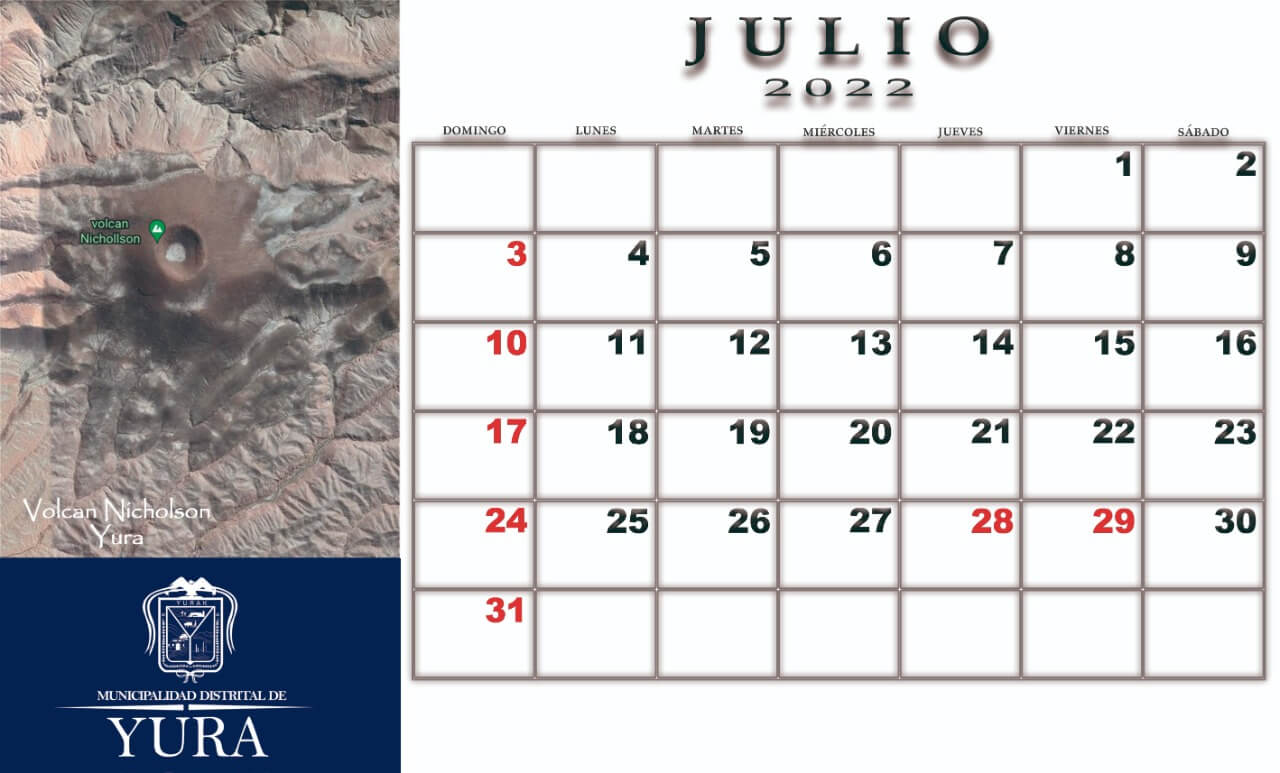 JULIO
2022
DOMINGO LUNES MARTES MIÉRCOLES JUEVES VIERNES SÁBADO
1 2
3 4 5 6 7 8 9
10 11 12 13 14 15 16
17 18 19 20 21 22 23
24 25 26 27 28 29 30
31
volcan
Nichollson
Volcan Nicholson
Yura
YURAK
MUNICIPALIDAD DISTRITAL DE
YURA